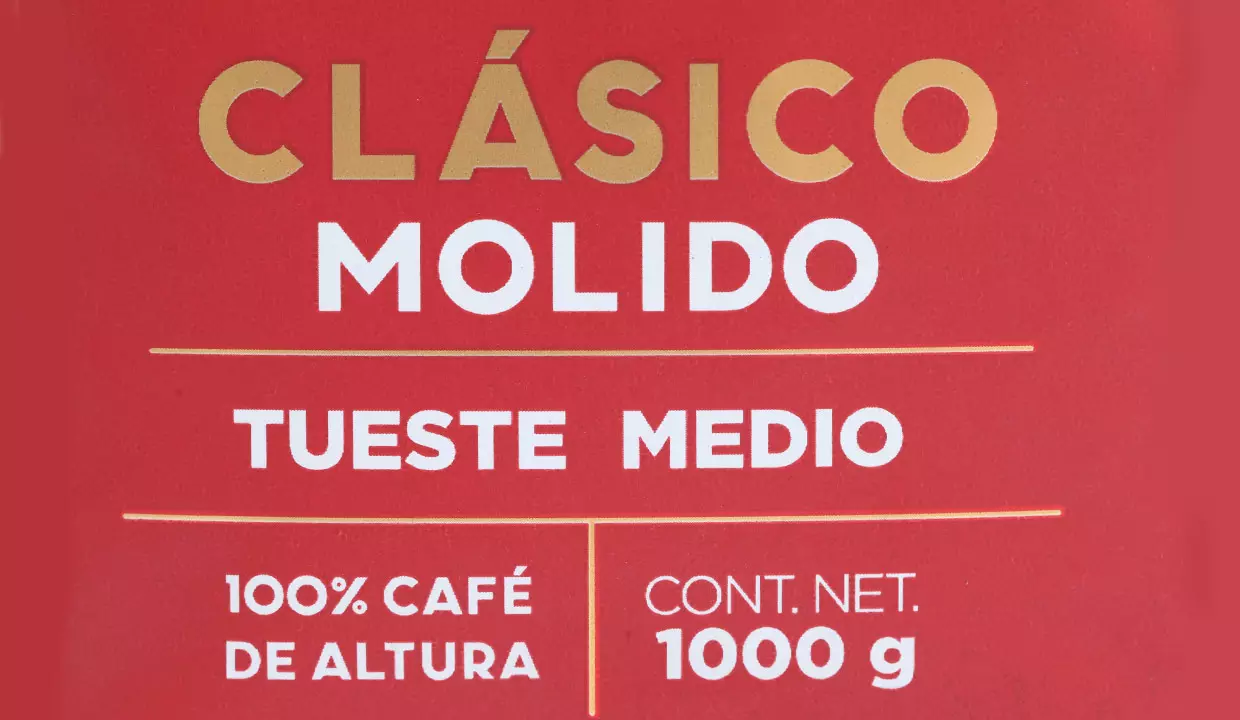 CLÁSICO
MOLIDO
TUESTE MEDIO
100% CAFÉ
DE ALTURA
CONT. NET.
1000 g